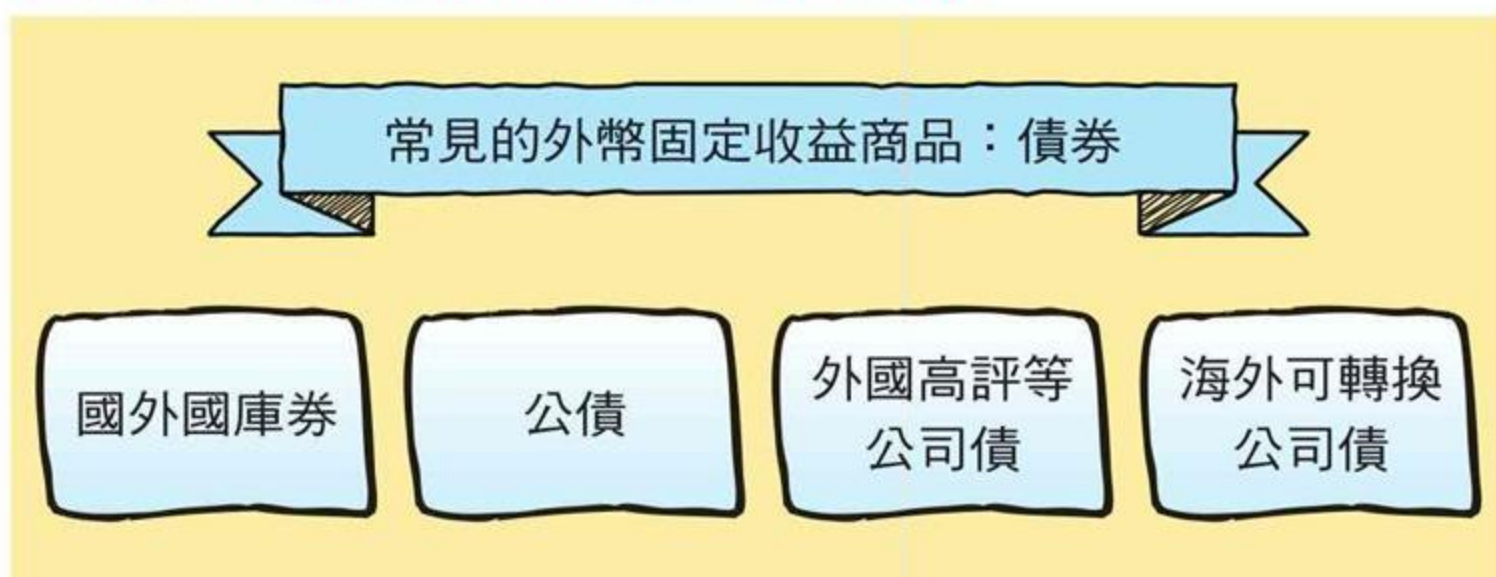 常見的外幣固定收益商品：債券
國外國庫券
公債
外國高評等
公司債
海外可轉換
公司債